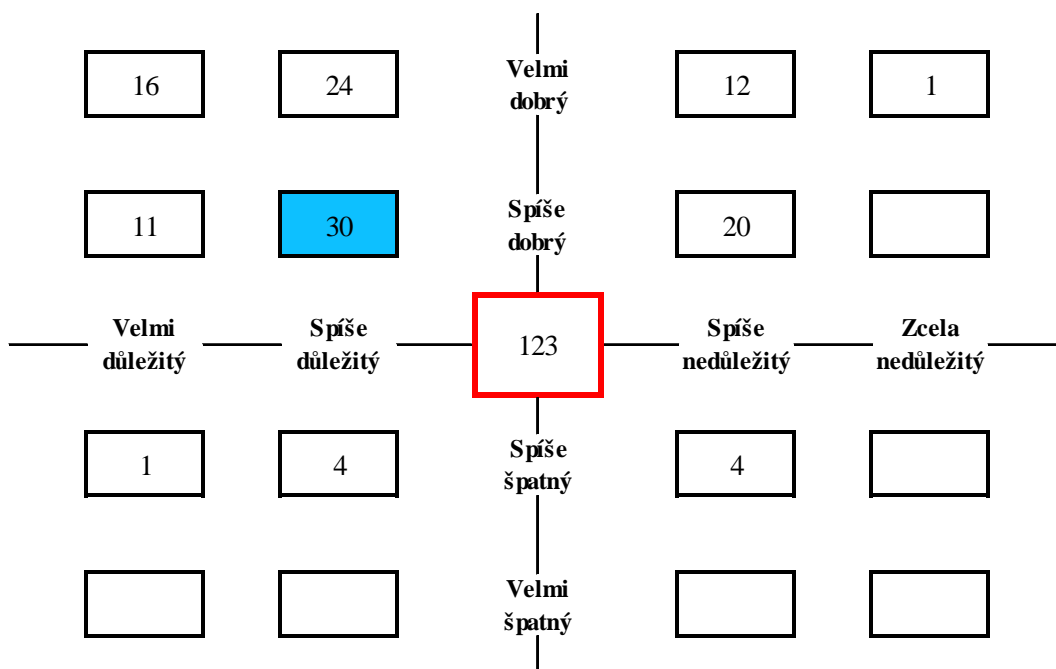 16 24 Velmi dobrý 12 1
11 30 Spíše dobrý 20
Velmi důležitý Spíše důležitý 123 Spíše nedůležitý Zcela nedůležitý
1 4 Spíše špatný 4
Velmi špatný